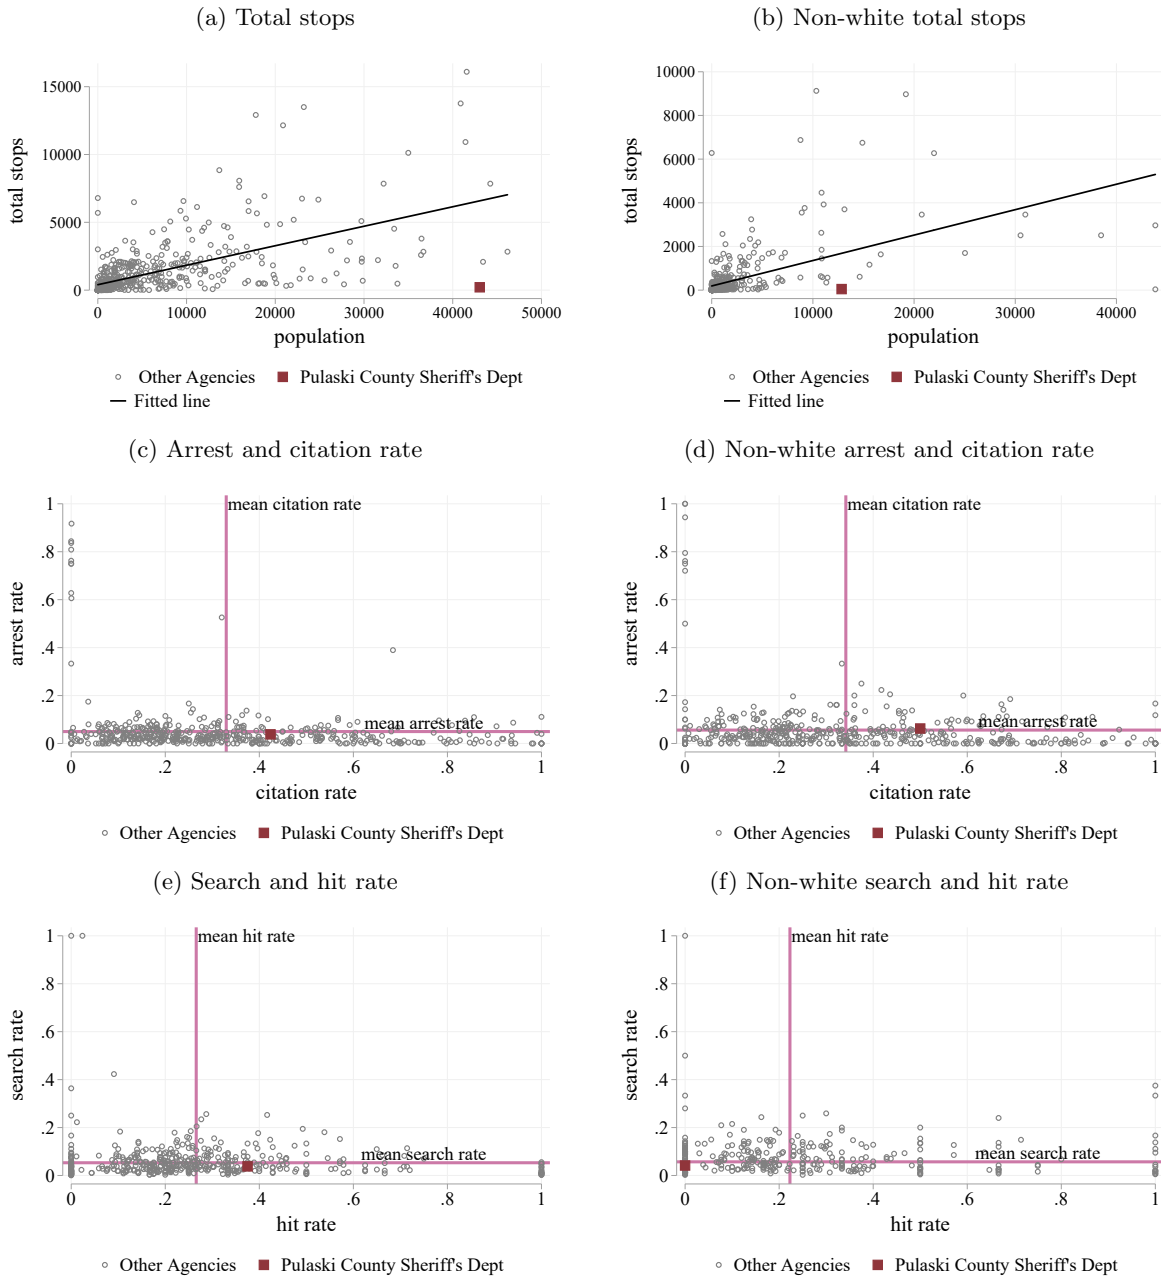 (a) Total stops
(b) Non-white total stops
total stops
15000
10000
5000
0
0 10000 20000 30000 40000 50000
population
Other Agencies Pulaski County Sheriff's Dept
Fitted line
total stops
10000
8000
6000
4000
2000
0
0 10000 20000 30000 40000
population
Other Agencies Pulaski County Sheriff's Dept
Fitted line
(c) Arrest and citation rate
(d) Non-white arrest and citation rate
arrest rate
1
.8
.6
.4
.2
0
mean citation rate
mean arrest rate
0 .2 .4 .6 .8 1
citation rate
Other Agencies Pulaski County Sheriff's Dept
arrest rate
1
.8
.6
.4
.2
0
mean citation rate
mean arrest rate
0 .2 .4 .6 .8 1
citation rate
Other Agencies Pulaski County Sheriff's Dept
(e) Search and hit rate
(f) Non-white search and hit rate
search rate
1
.8
.6
.4
.2
0
mean hit rate
mean search rate
0 .2 .4 .6 .8 1
hit rate
Other Agencies Pulaski County Sheriff's Dept
search rate
1
.8
.6
.4
.2
0
mean hit rate
mean search rate
0 .2 .4 .6 .8 1
hit rate
Other Agencies Pulaski County Sheriff's Dept